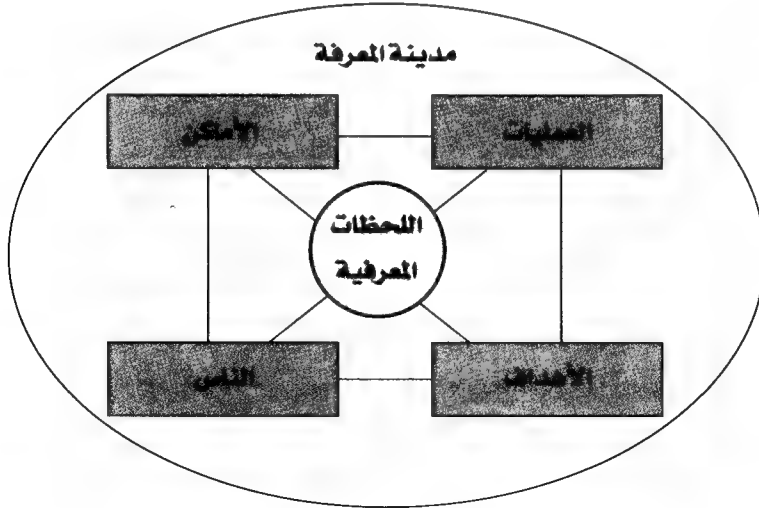 مدينة المعرفة
العمليات
الأماكن
اللحظات
المعرفية
الأهداف
الناس